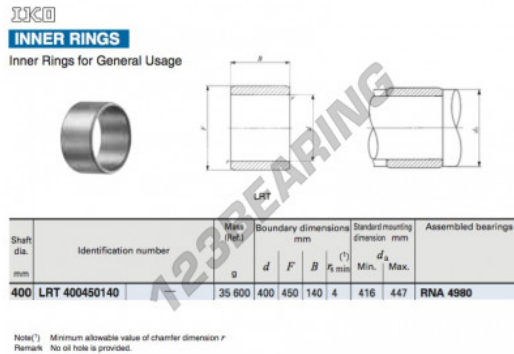 IKO
INNER RINGS
Inner Rings for General Usage
B
F
d
r
r
da
LRT
123BEARING
Shaft dia. mm | Identification number | Mass (Ref.) g | Boundary dimensions mm | Standard mounting dimension mm | Assembled bearings
d F B rs min (1) | da Min. Max.
400 | LRT 400450140 | — | 35 600 | 400 | 450 | 140 | 4 | 416 | 447 | RNA 4980
Note(1) Minimum allowable value of chamfer dimension r
Remark No oil hole is provided.